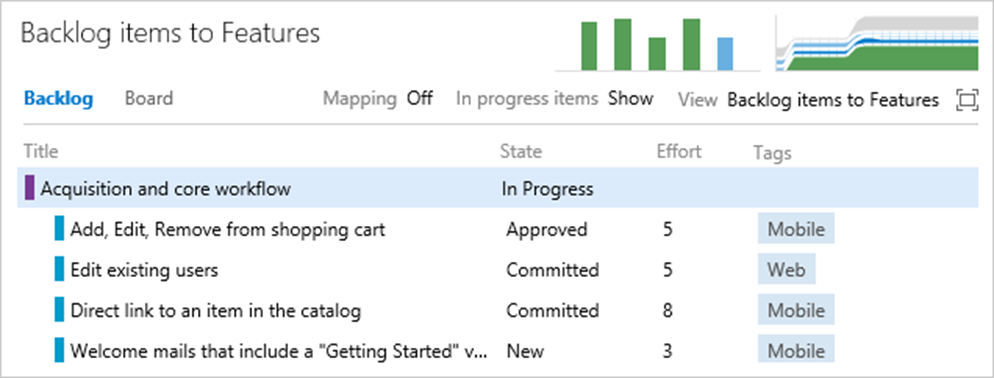 Backlog items to Features
Backlog Board Mapping Off In progress items Show View Backlog items to Features
Title State Effort Tags
Acquisition and core workflow In Progress
Add, Edit, Remove from shopping cart Approved 5 Mobile
Edit existing users Committed 5 Web
Direct link to an item in the catalog Committed 8 Mobile
Welcome mails that include a "Getting Started" v... New 3 Mobile